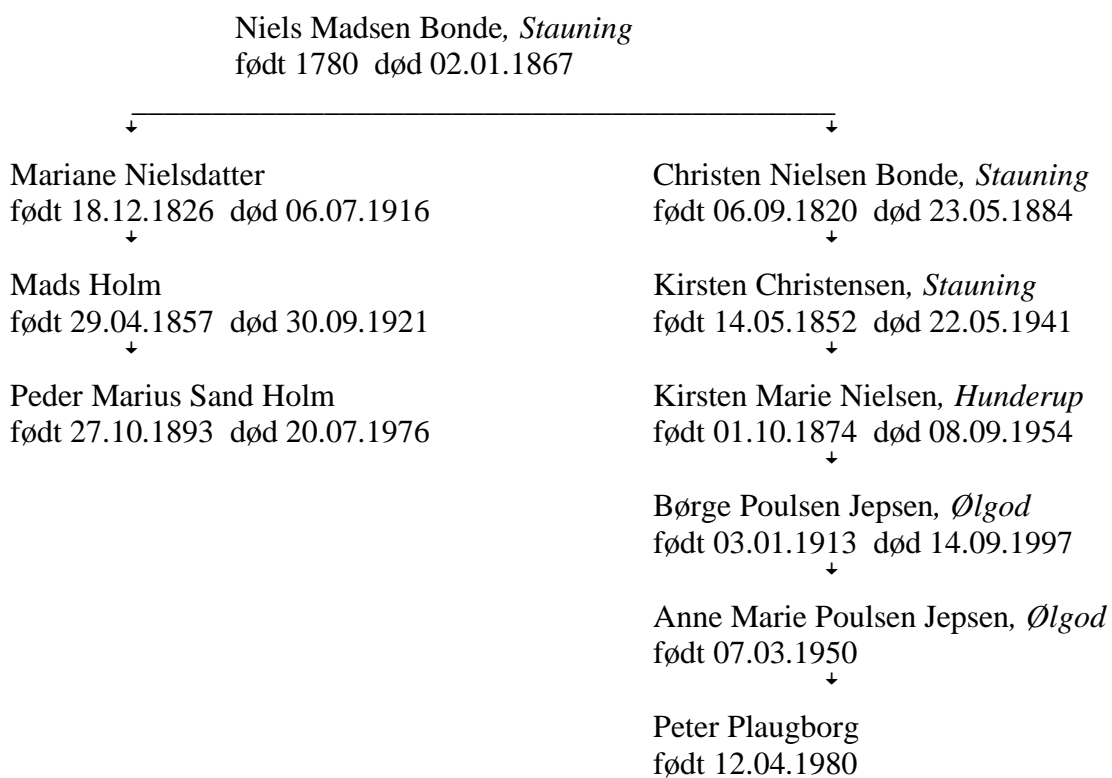 Niels Madsen Bonde, Stauning
født 1780 død 02.01.1867
Mariane Nielsdatter
født 18.12.1826 død 06.07.1916
Mads Holm
født 29.04.1857 død 30.09.1921
Peder Marius Sand Holm
født 27.10.1893 død 20.07.1976
Christen Nielsen Bonde, Stauning
født 06.09.1820 død 23.05.1884
Kirsten Christensen, Stauning
født 14.05.1852 død 22.05.1941
Kirsten Marie Nielsen, Hunderup
født 01.10.1874 død 08.09.1954
Børge Poulsen Jepsen, Ølgod
født 03.01.1913 død 14.09.1997
Anne Marie Poulsen Jepsen, Ølgod
født 07.03.1950
Peter Plaugborg
født 12.04.1980